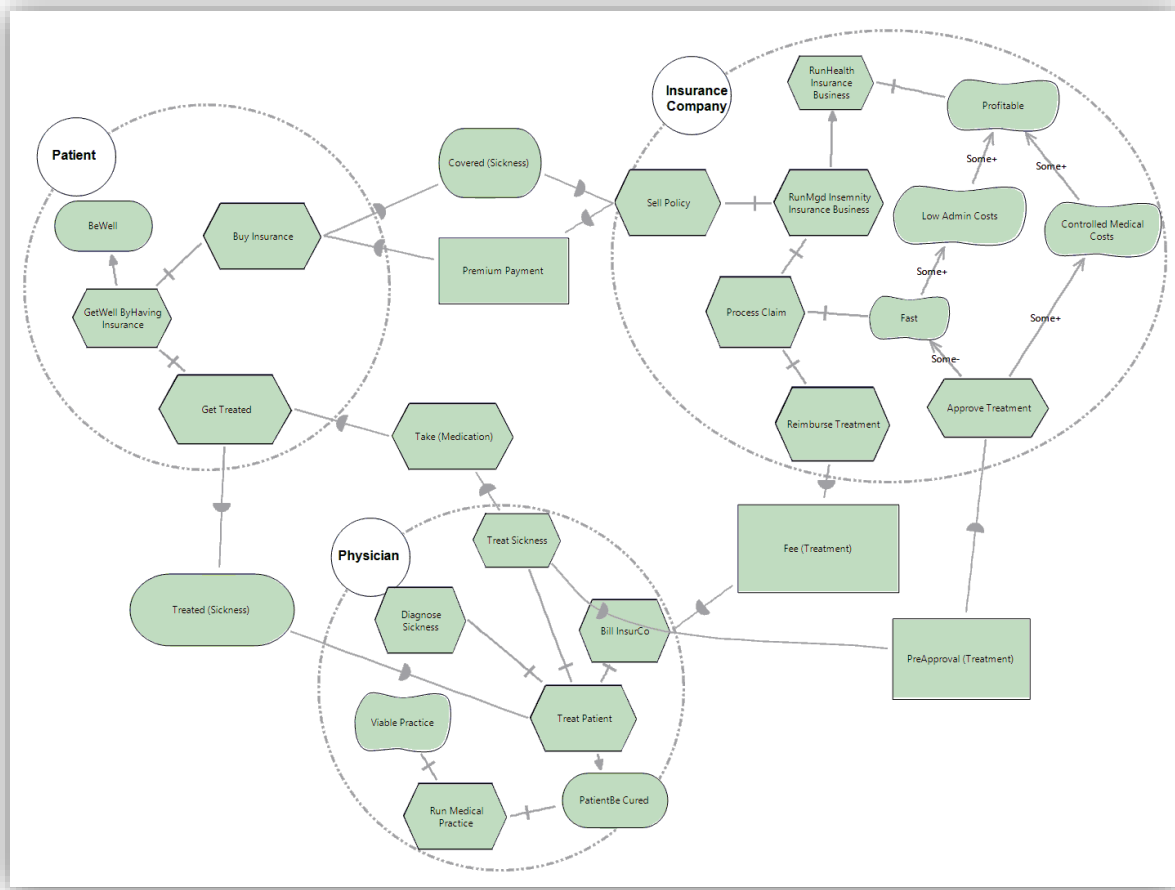 Patient
BeWell
Buy Insurance
GetWell ByHaving
Insurance
Get Treated
Covered (Sickness)
Premium Payment
Insurance
Company
RunHealth
Insurance
Business
Profitable
Some+
Some+
Sell Policy
RunMgd Insemnity
Insurance Business
Low Admin Costs
Controlled Medical
Costs
Some+
Process Claim
Fast
Some+
Some-
Reimburse Treatment
Approve Treatment
Take (Medication)
Physician
Treat Sickness
Fee (Treatment)
Treated (Sickness)
Diagnose
Sickness
Bill InsurCo
PreApproval (Treatment)
Viable Practice
Treat Patient
Run Medical
Practice
PatientBe Cured